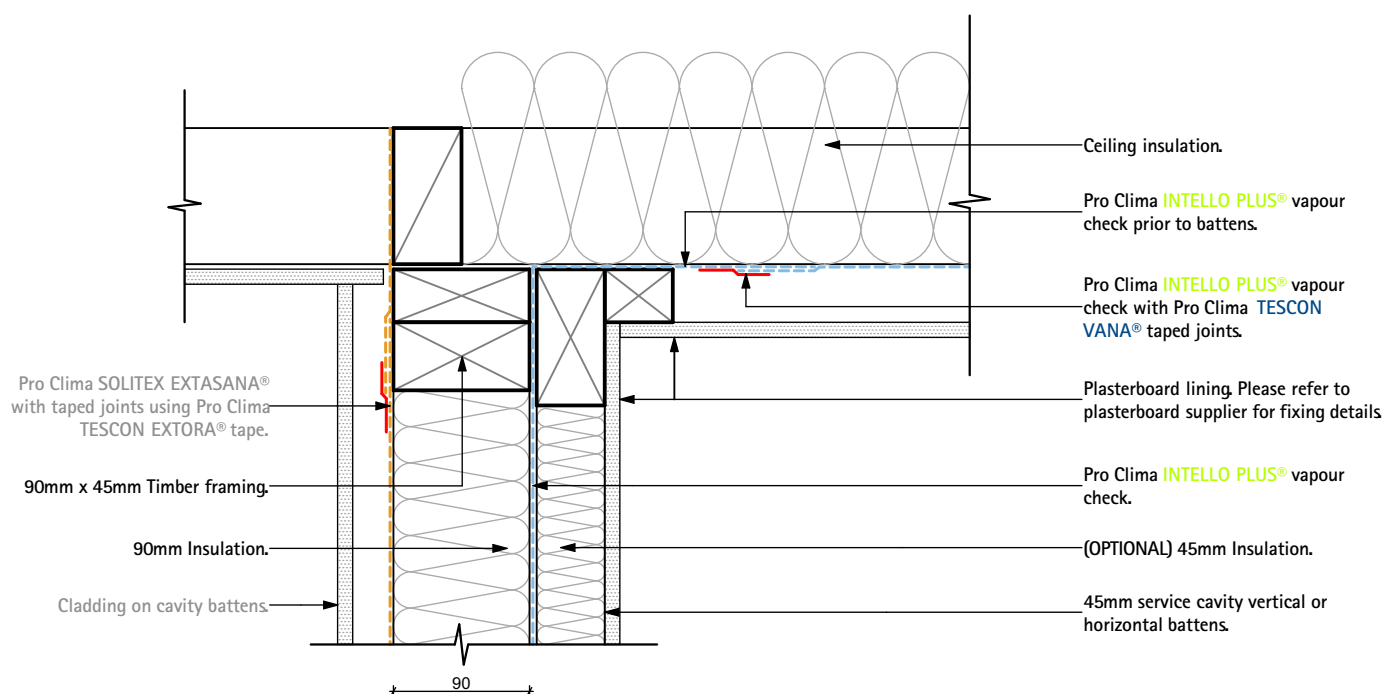 Ceiling insulation.
Pro Clima INTELLO PLUS® vapour
check prior to battens.
Pro Clima INTELLO PLUS® vapour
check with Pro Clima TESCON
VANA® taped joints.
Pro Clima SOLITEX EXTASANA®
with taped joints using Pro Clima
TESCON EXTORA® tape.
Plasterboard lining. Please refer to
plasterboard supplier for fixing details.
90mm x 45mm Timber framing.
Pro Clima INTELLO PLUS® vapour
check.
90mm Insulation.
(OPTIONAL) 45mm Insulation.
Cladding on cavity battens.
45mm service cavity vertical or
horizontal battens.
90